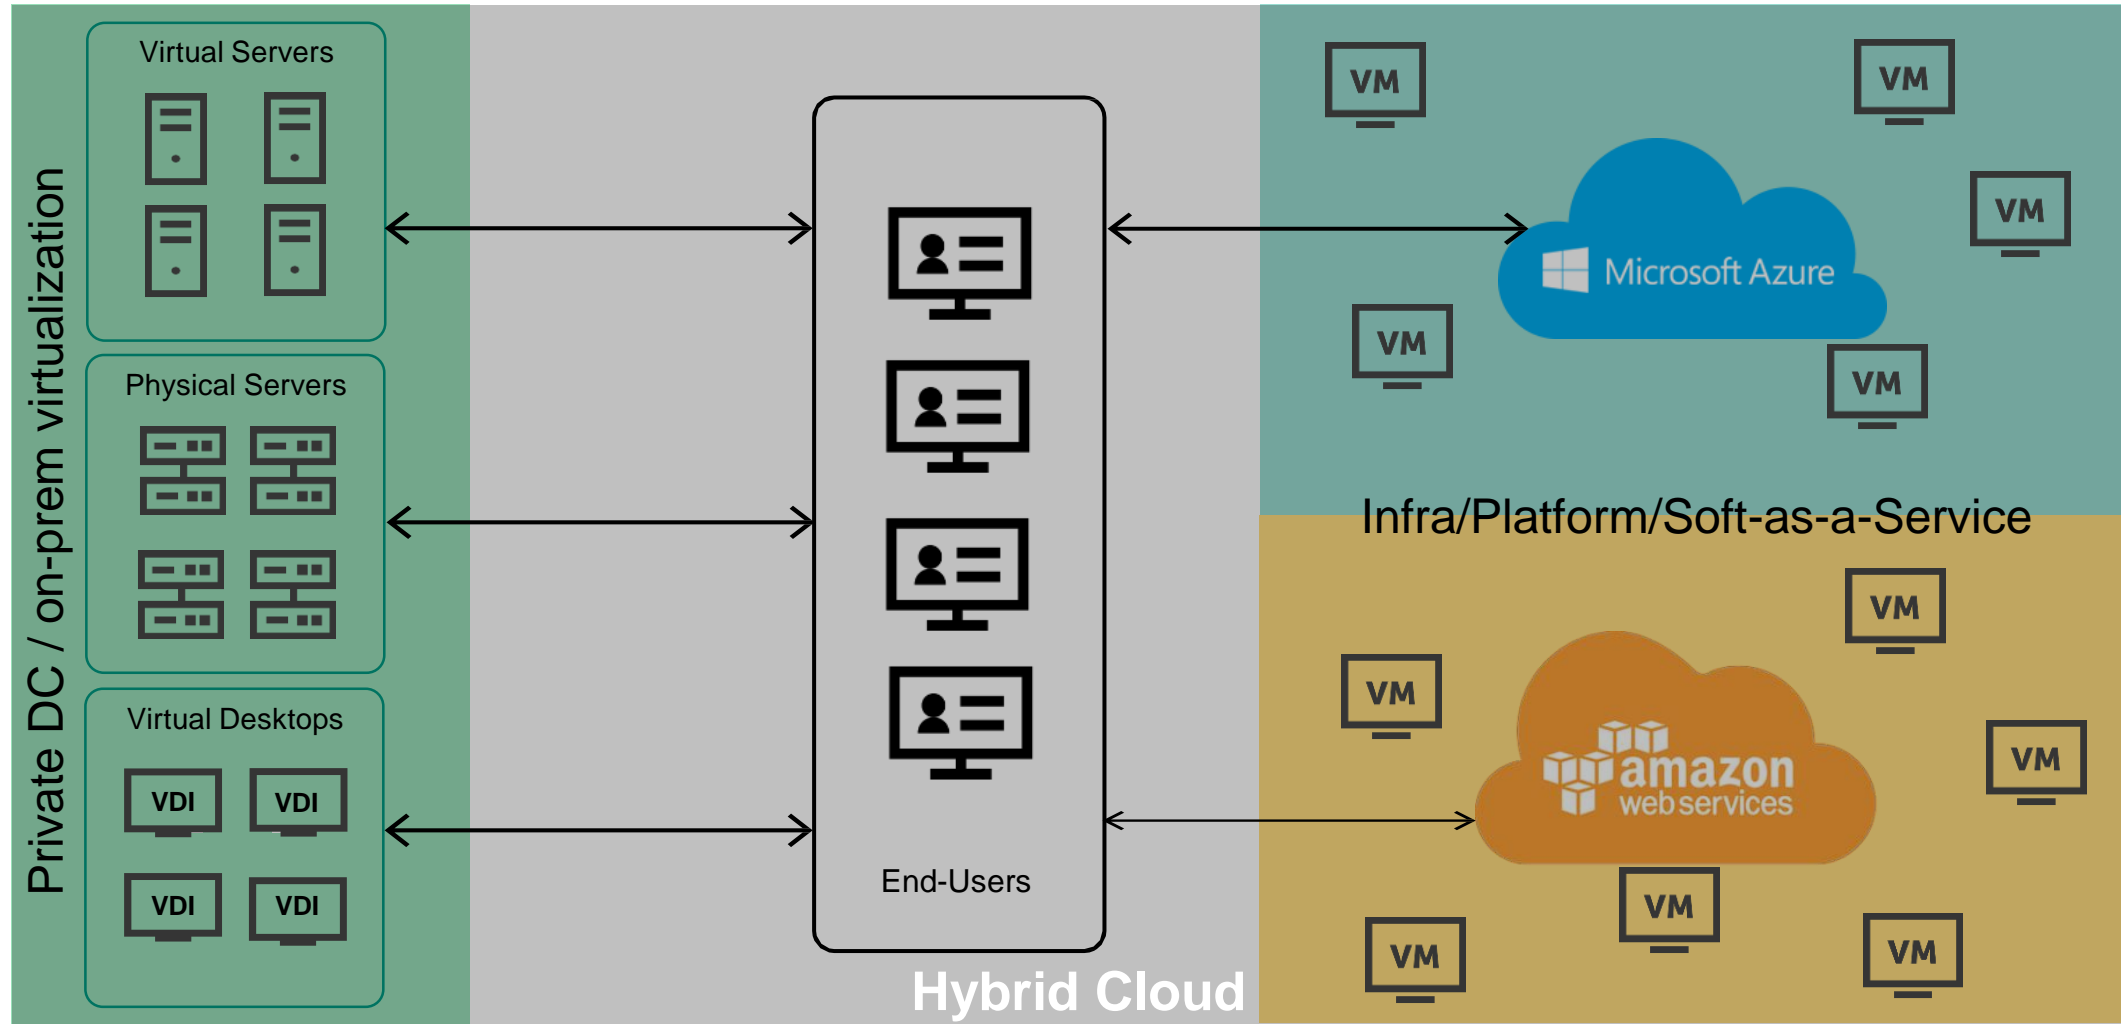 Private DC / on-prem virtualization
Virtual Servers
Physical Servers
Virtual Desktops
VDI VDI
VDI VDI
End-Users
Hybrid Cloud
VM
VM
VM
Microsoft Azure
VM
VM
Infra/Platform/Soft-as-a-Service
VM
VM
VM
amazon
web services
VM
VM
VM